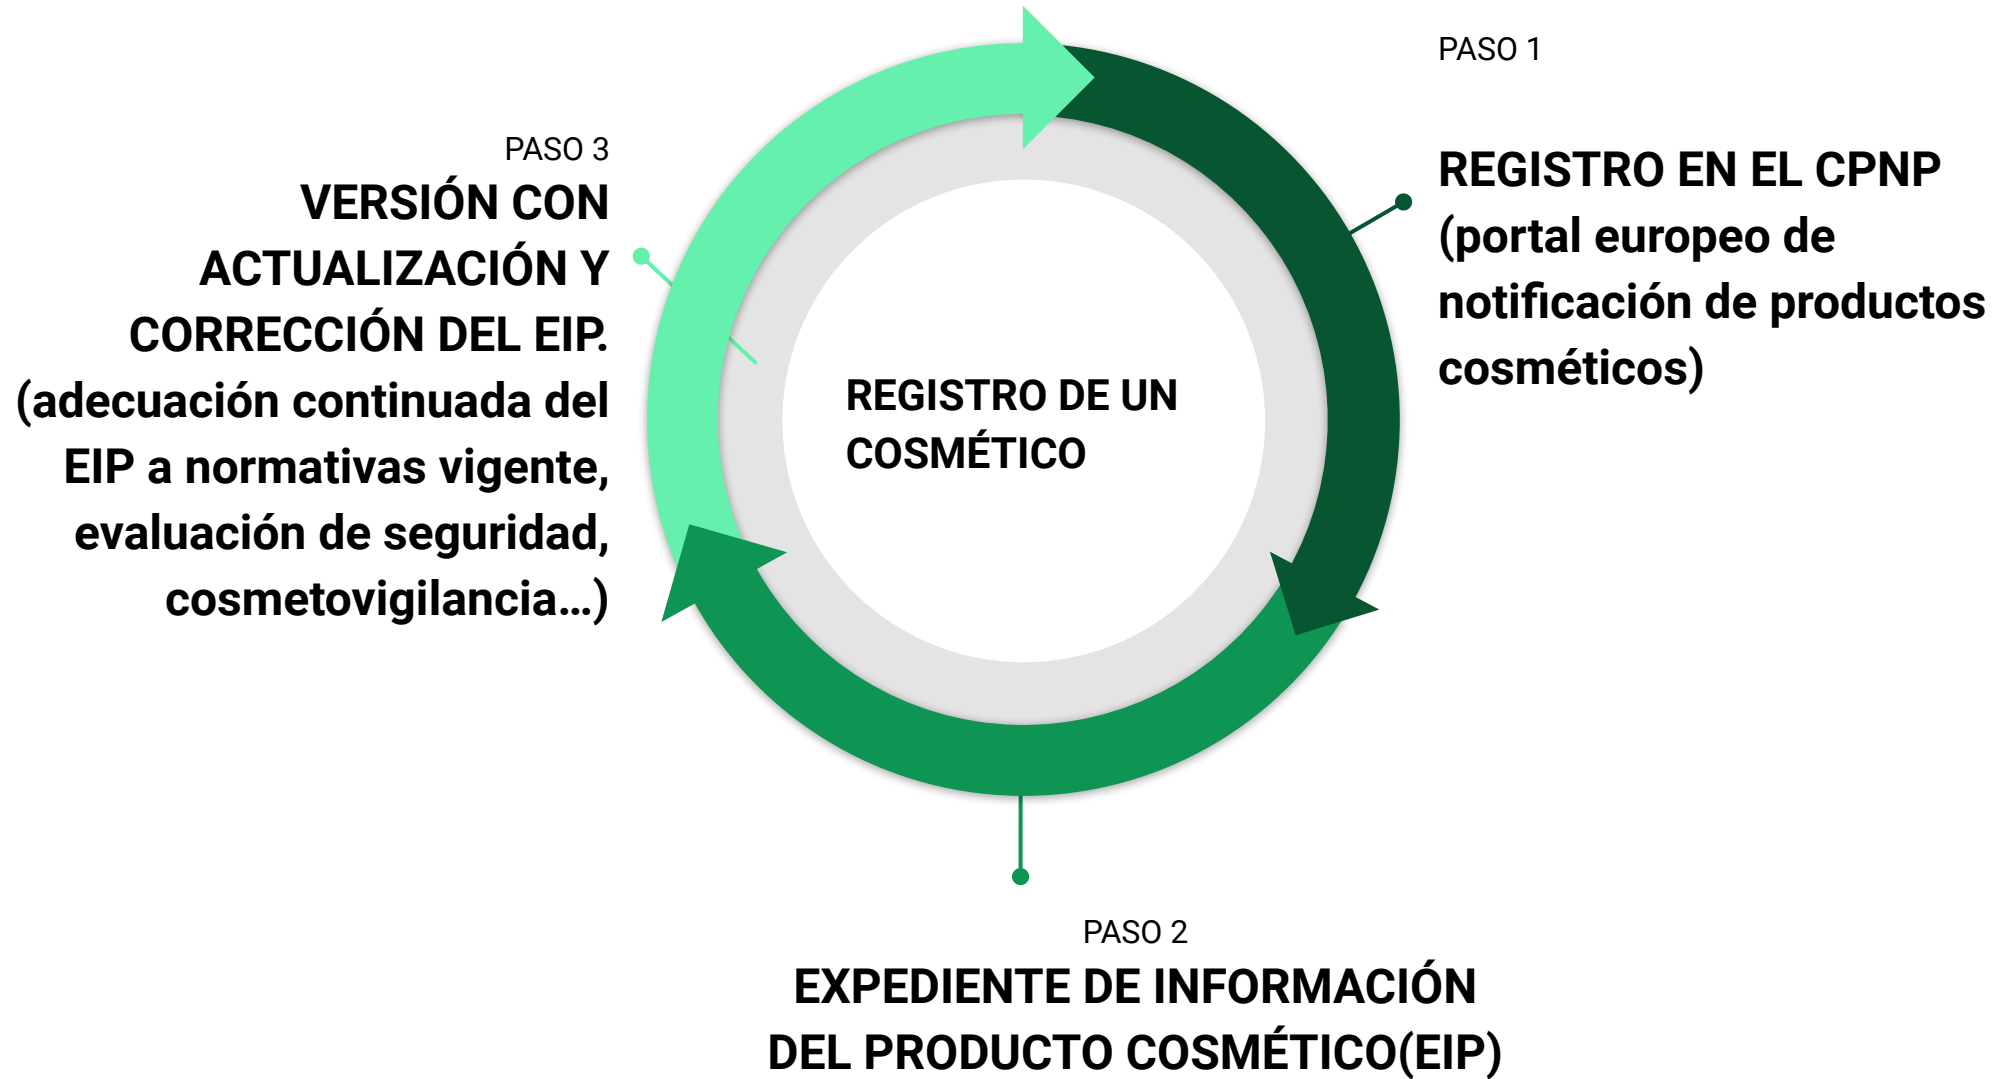 PASO 1
REGISTRO EN EL CPNP
(portal europeo de
notificación de productos
cosméticos)
PASO 3
VERSIÓN CON
ACTUALIZACIÓN Y
CORRECCIÓN DEL EIP.
(adecuación continuada del
EIP a normativas vigente,
evaluación de seguridad,
cosmetovigilancia...)
REGISTRO DE UN
COSMÉTICO
PASO 2
EXPEDIENTE DE INFORMACIÓN
DEL PRODUCTO COSMÉTICO(EIP)